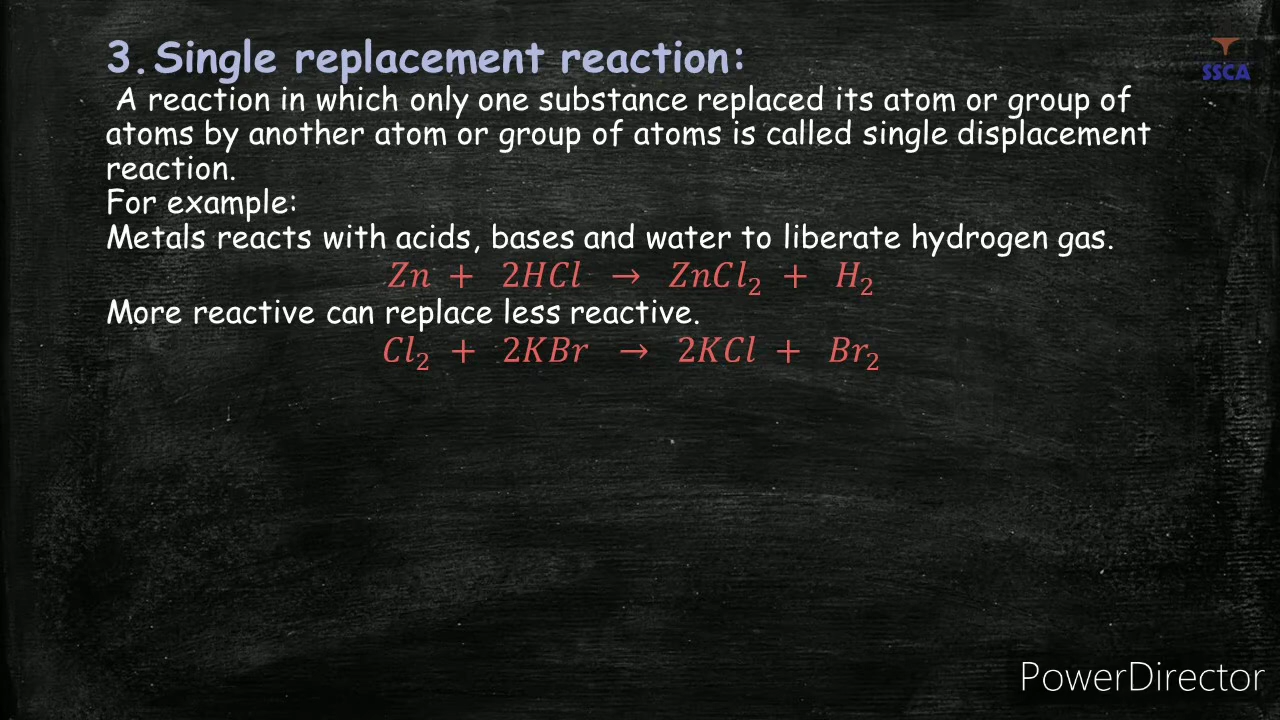 3. Single replacement reaction:
SSCA
A reaction in which only one substance replaced its atom or group of
atoms by another atom or group of atoms is called single displacement
reaction.
For example:
Metals reacts with acids, bases and water to liberate hydrogen gas.
Zn + 2HCl → ZnCl₂ + H₂
More reactive can replace less reactive.
Cl₂ + 2KBr → 2KCl + Br₂
PowerDirector